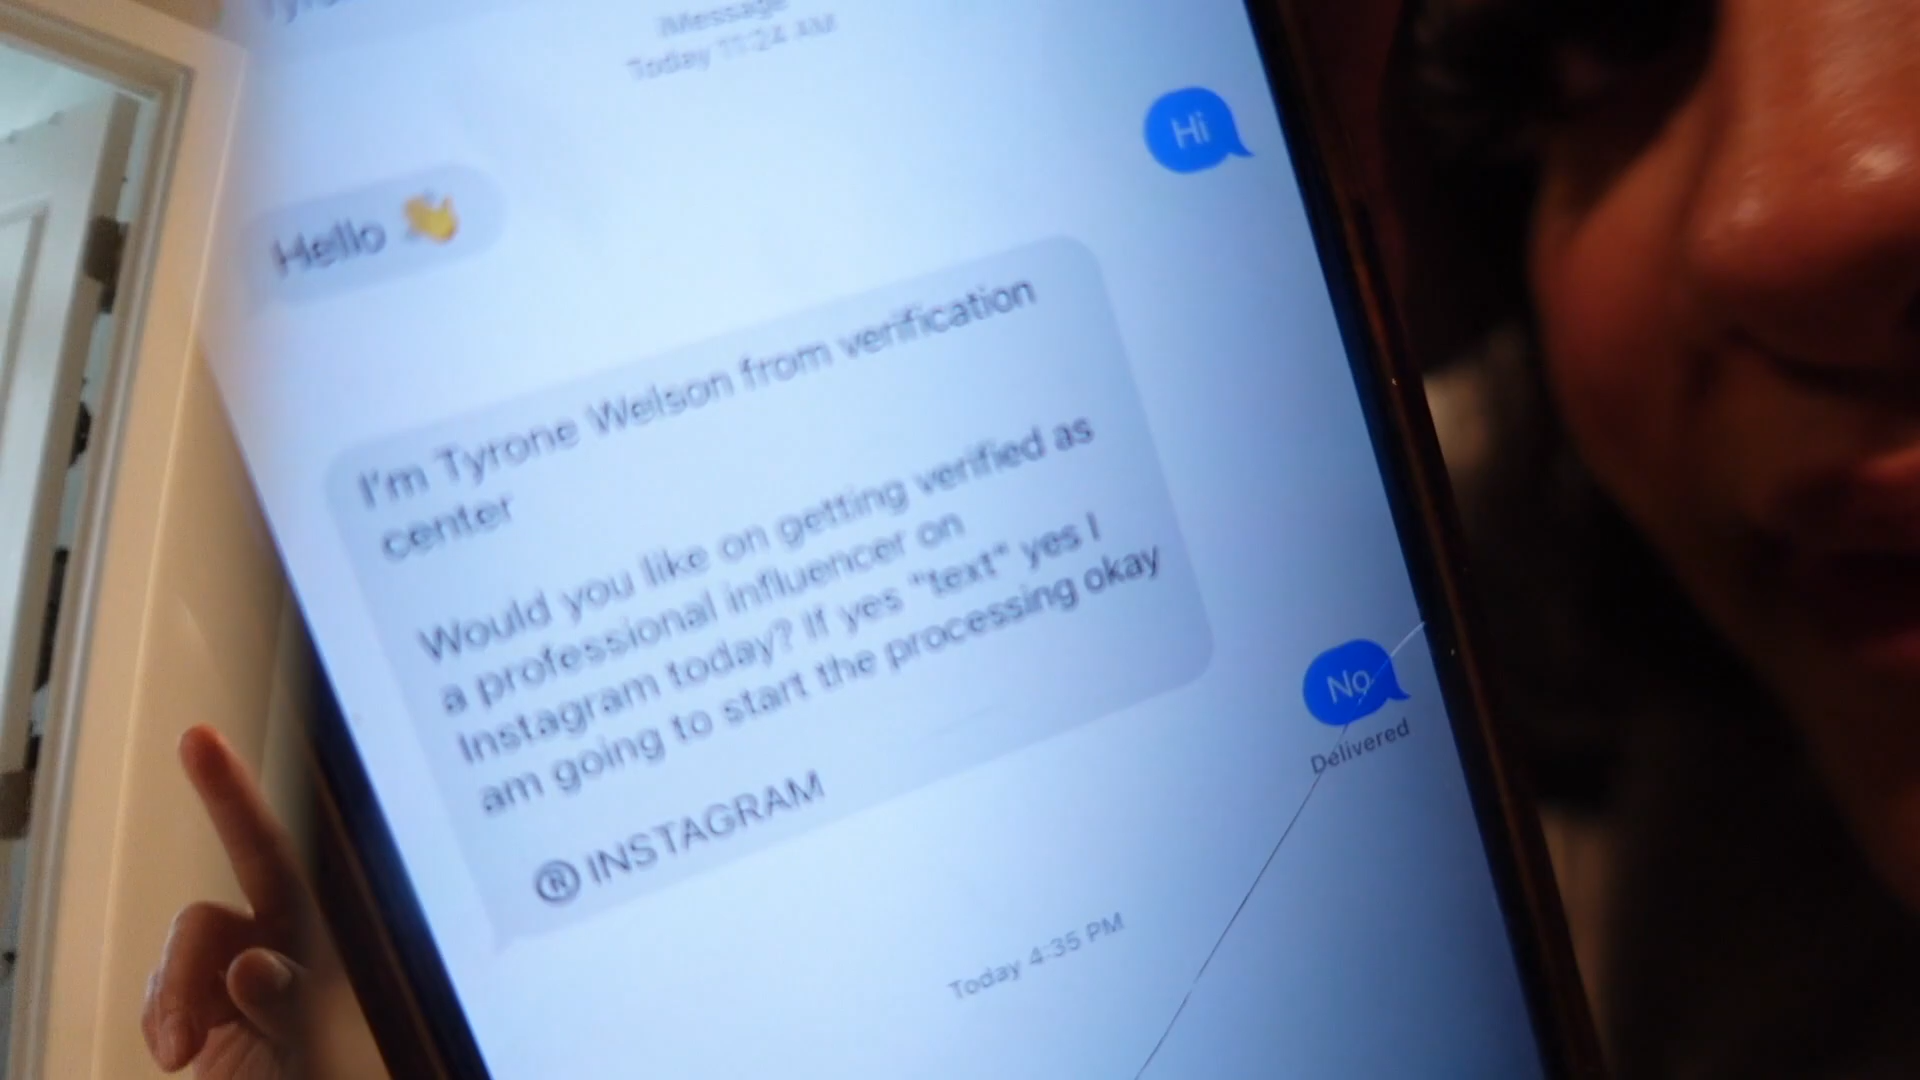 iMessage
Today 11:24 AM
Hi
Hello 👋
I'm Tyrone Welson from verification
center
Would you like on getting verified as
a professional influencer on
Instagram today? If yes "text" yes I
am going to start the processing okay
®INSTAGRAM
No
Delivered
Today 4:35 PM